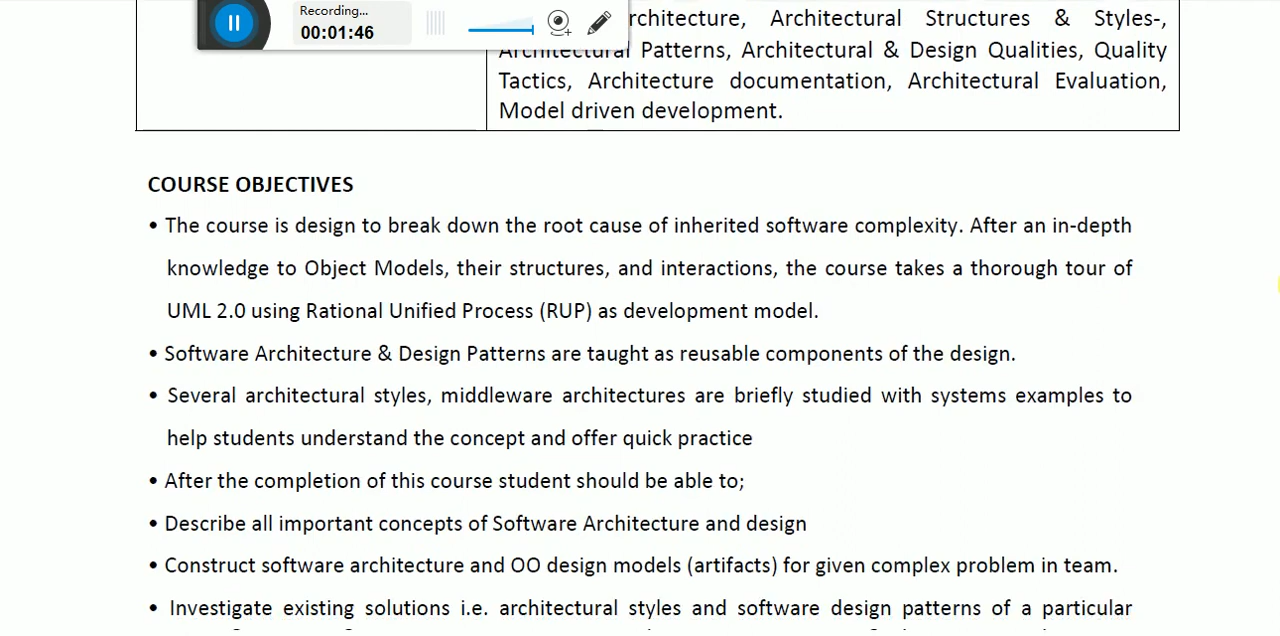 Recording...
00:01:46
rchitecture, Architectural Structures & Styles-,
Architectural Patterns, Architectural & Design Qualities, Quality
Tactics, Architecture documentation, Architectural Evaluation,
Model driven development.
COURSE OBJECTIVES
• The course is design to break down the root cause of inherited software complexity. After an in-depth
knowledge to Object Models, their structures, and interactions, the course takes a thorough tour of
UML 2.0 using Rational Unified Process (RUP) as development model.
• Software Architecture & Design Patterns are taught as reusable components of the design.
• Several architectural styles, middleware architectures are briefly studied with systems examples to
help students understand the concept and offer quick practice
• After the completion of this course student should be able to;
• Describe all important concepts of Software Architecture and design
• Construct software architecture and OO design models (artifacts) for given complex problem in team.
• Investigate existing solutions i.e. architectural styles and software design patterns of a particular